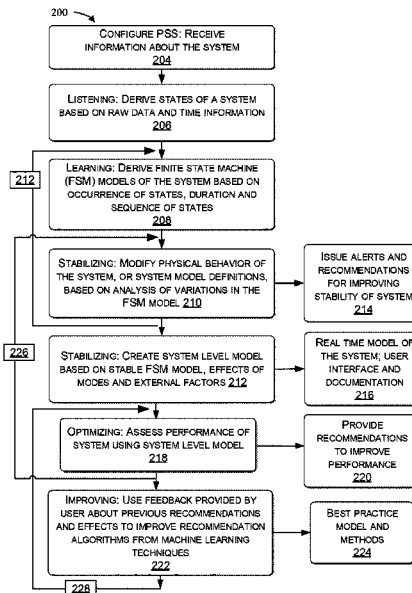 200
CONFIGURE PSS: RECEIVE
INFORMATION ABOUT THE SYSTEM
204
LISTENING: DERIVE STATES OF A SYSTEM
BASED ON RAW DATA AND TIME INFORMATION
206
212
LEARNING: DERIVE FINITE STATE MACHINE
(FSM) MODELS OF THE SYSTEM BASED ON
OCCURRENCE OF STATES, DURATION AND
SEQUENCE OF STATES
208
STABILIZING: MODIFY PHYSICAL BEHAVIOR
OF THE SYSTEM, OR SYSTEM MODEL DEFINITIONS,
BASED ON ANALYSIS OF VARIATIONS IN THE
FSM MODEL 210
ISSUE ALERTS AND
RECOMMENDATIONS
FOR IMPROVING
STABILITY OF SYSTEM
214
226
STABILIZING: CREATE SYSTEM LEVEL MODEL
BASED ON STABLE FSM MODEL, EFFECTS OF
MODES AND EXTERNAL FACTORS 212
REAL TIME MODEL OF
THE SYSTEM; USER
INTERFACE AND
DOCUMENTATION
216
OPTIMIZING: ASSESS PERFORMANCE OF
SYSTEM USING SYSTEM LEVEL MODEL
218
PROVIDE
RECOMMENDATIONS
TO IMPROVE
PERFORMANCE
220
IMPROVING: USE FEEDBACK PROVIDED BY
USER ABOUT PREVIOUS RECOMMENDATIONS
AND EFFECTS TO IMPROVE RECOMMENDATION
ALGORITHMS FROM MACHINE LEARNING
TECHNIQUES
222
BEST PRACTICE
MODEL AND
METHODS
224
228